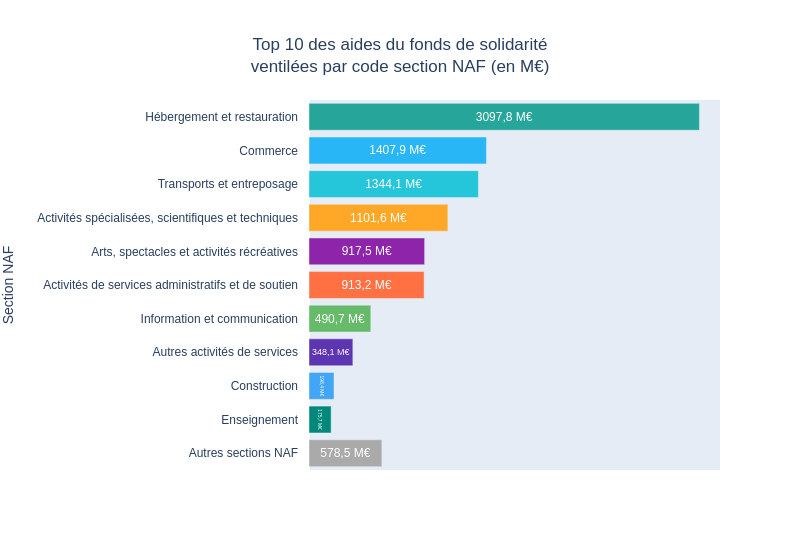 Top 10 des aides du fonds de solidarité
ventilées par code section NAF (en M€)
Section NAF
Hébergement et restauration
3097,8 M€
Commerce
1407,9 M€
Transports et entreposage
1344,1 M€
Activités spécialisées, scientifiques et techniques
1101,6 M€
Arts, spectacles et activités récréatives
917,5 M€
Activités de services administratifs et de soutien
913,2 M€
Information et communication
490,7 M€
Autres activités de services
348,1 M€
Construction
M€
Enseignement
M€
Autres sections NAF
578,5 M€